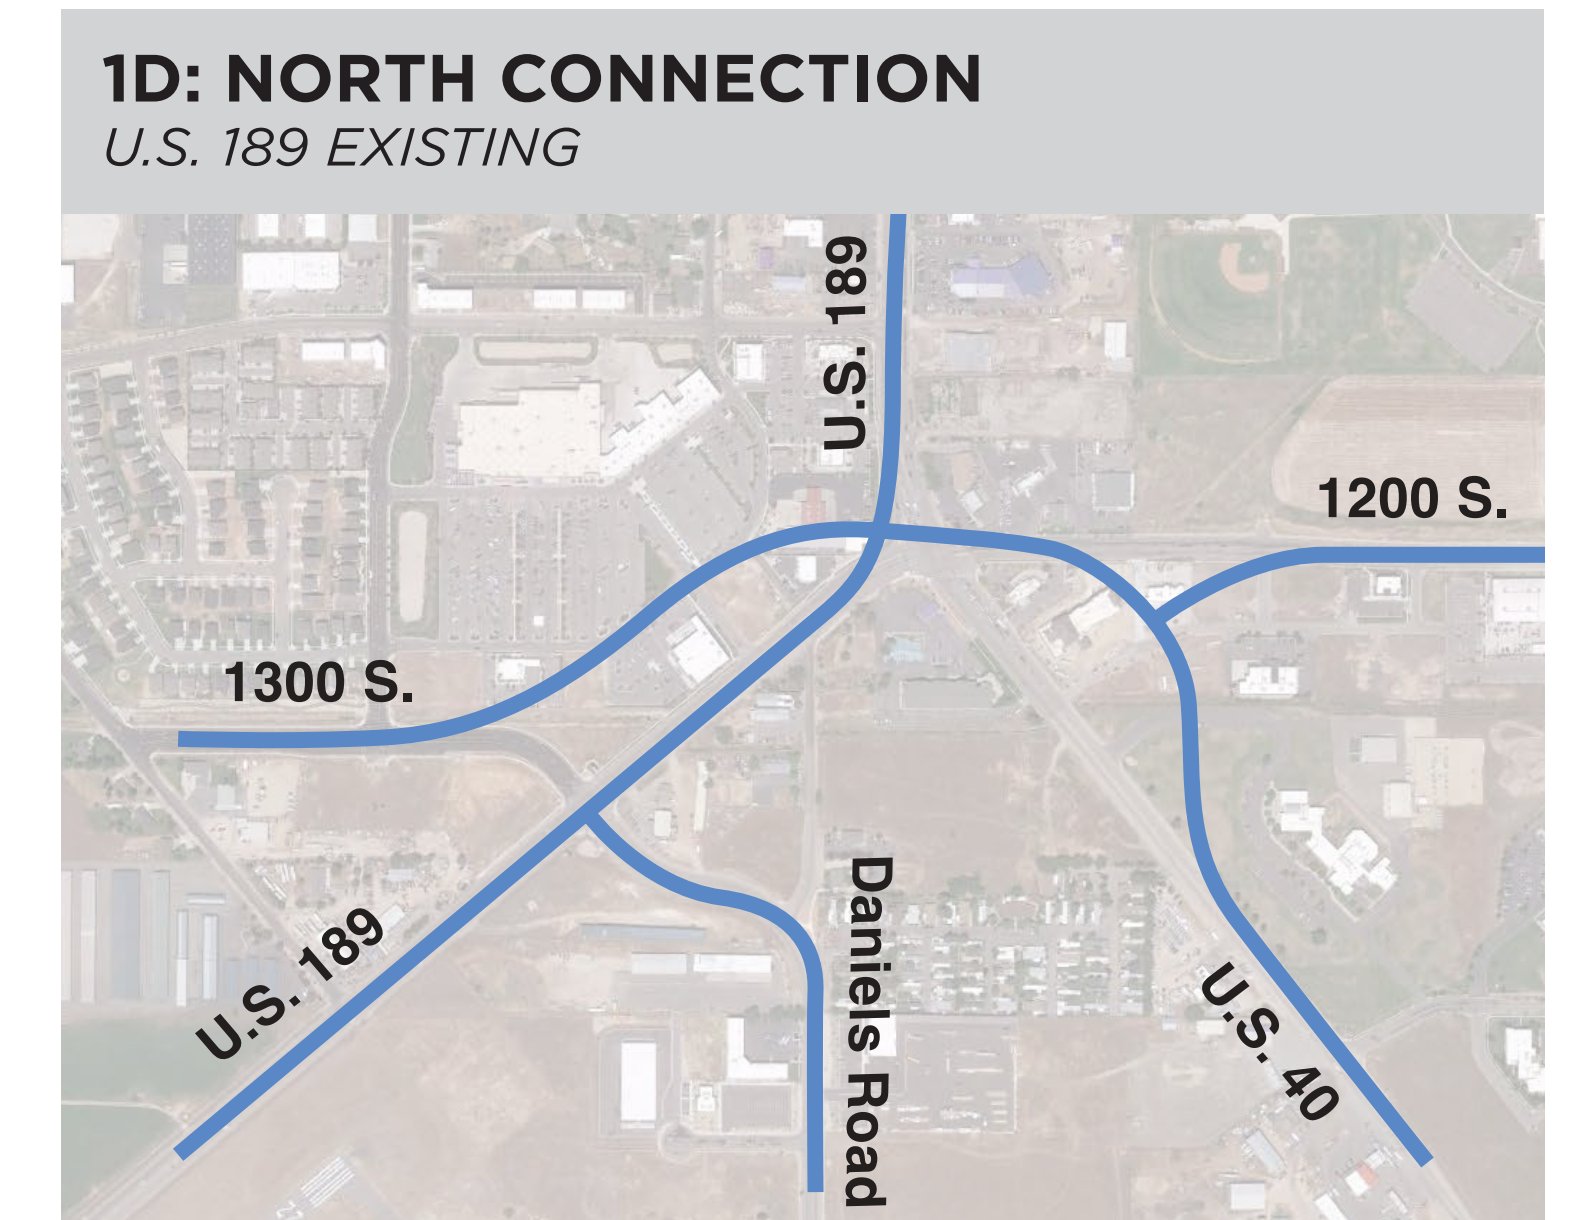 1D: NORTH CONNECTION
U.S. 189 EXISTING
U.S. 189
1200 S.
1300 S.
U.S. 189
Daniels Road
U.S. 40